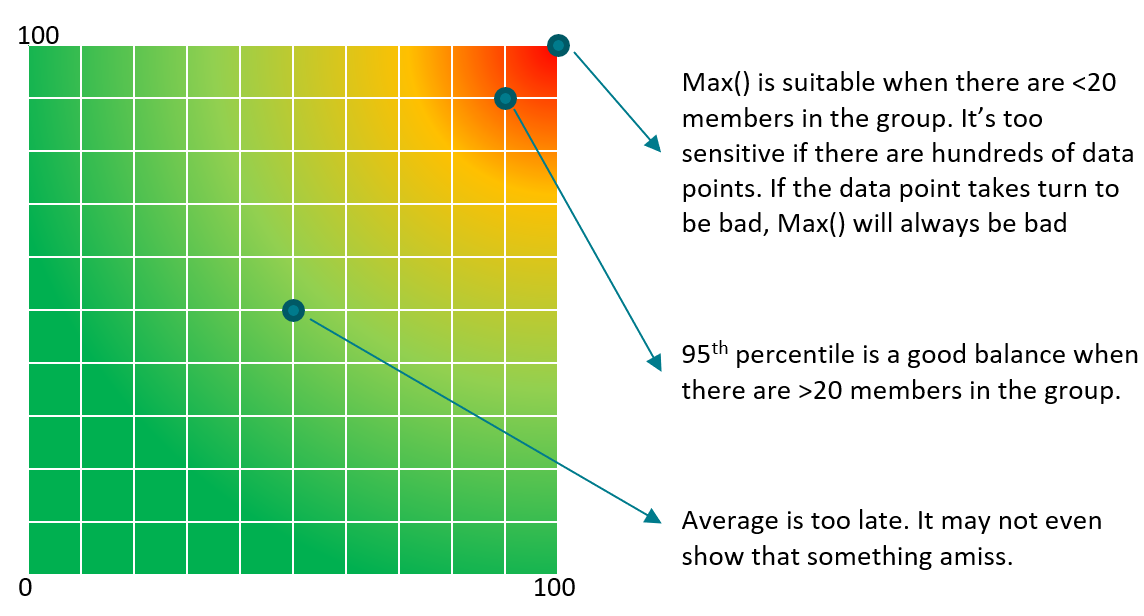 100
Max() is suitable when there are <20
members in the group. It’s too
sensitive if there are hundreds of data
points. If the data point takes turn to
be bad, Max() will always be bad
95th percentile is a good balance when
there are >20 members in the group.
Average is too late. It may not even
show that something amiss.
0
100